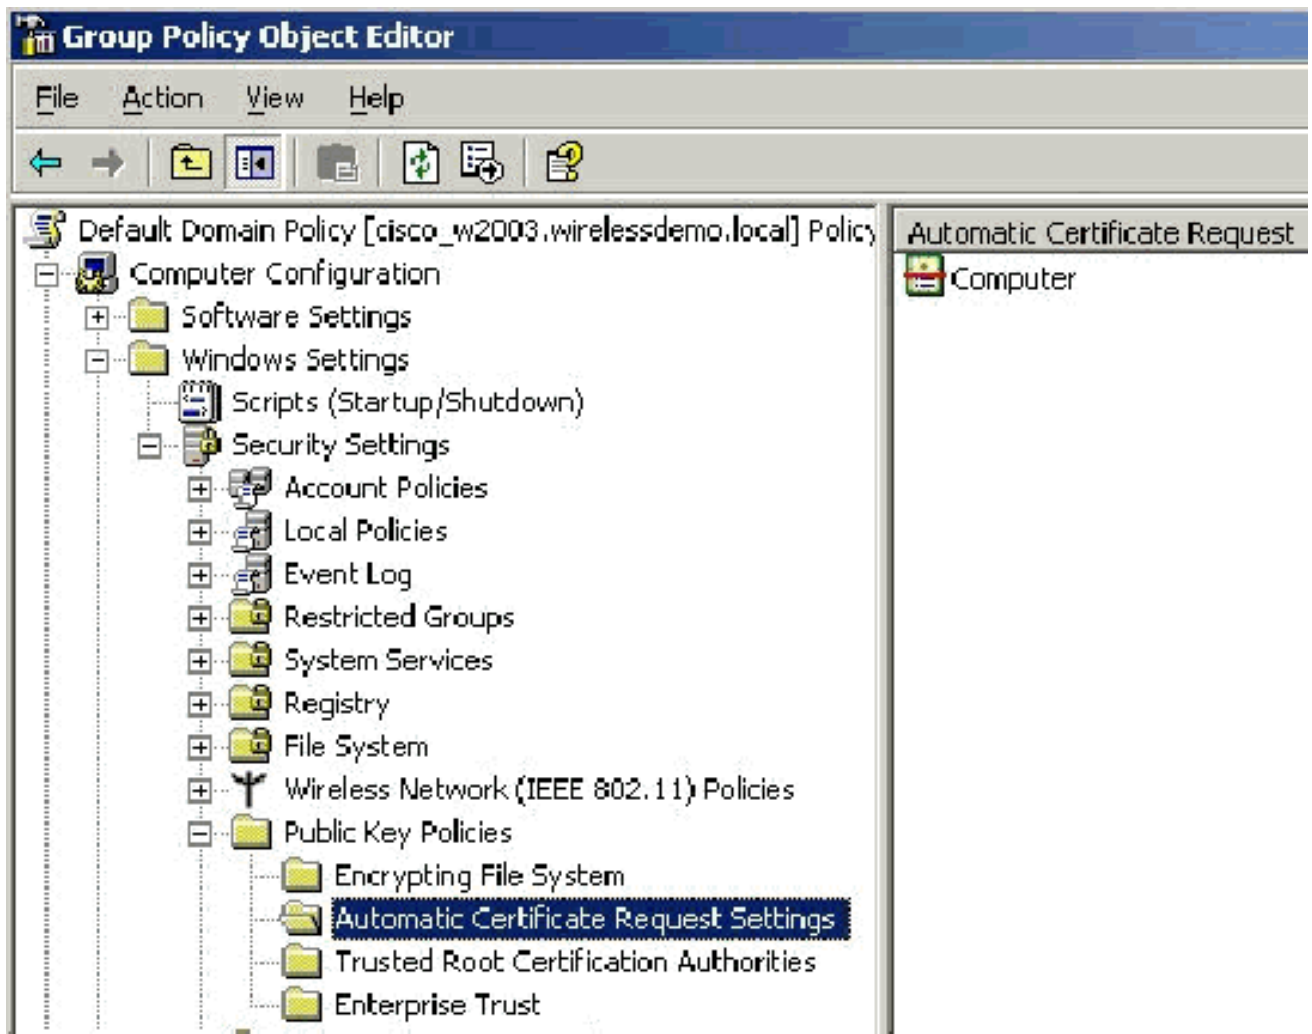 Group Policy Object Editor
File Action View Help
Default Domain Policy [cisco_w2003.wirelessdemo.local] Policy
Computer Configuration
Software Settings
Windows Settings
Scripts (Startup/Shutdown)
Security Settings
Account Policies
Local Policies
Event Log
Restricted Groups
System Services
Registry
File System
Wireless Network (IEEE 802.11) Policies
Public Key Policies
Encrypting File System
Automatic Certificate Request Settings
Trusted Root Certification Authorities
Enterprise Trust
Automatic Certificate Request
Computer